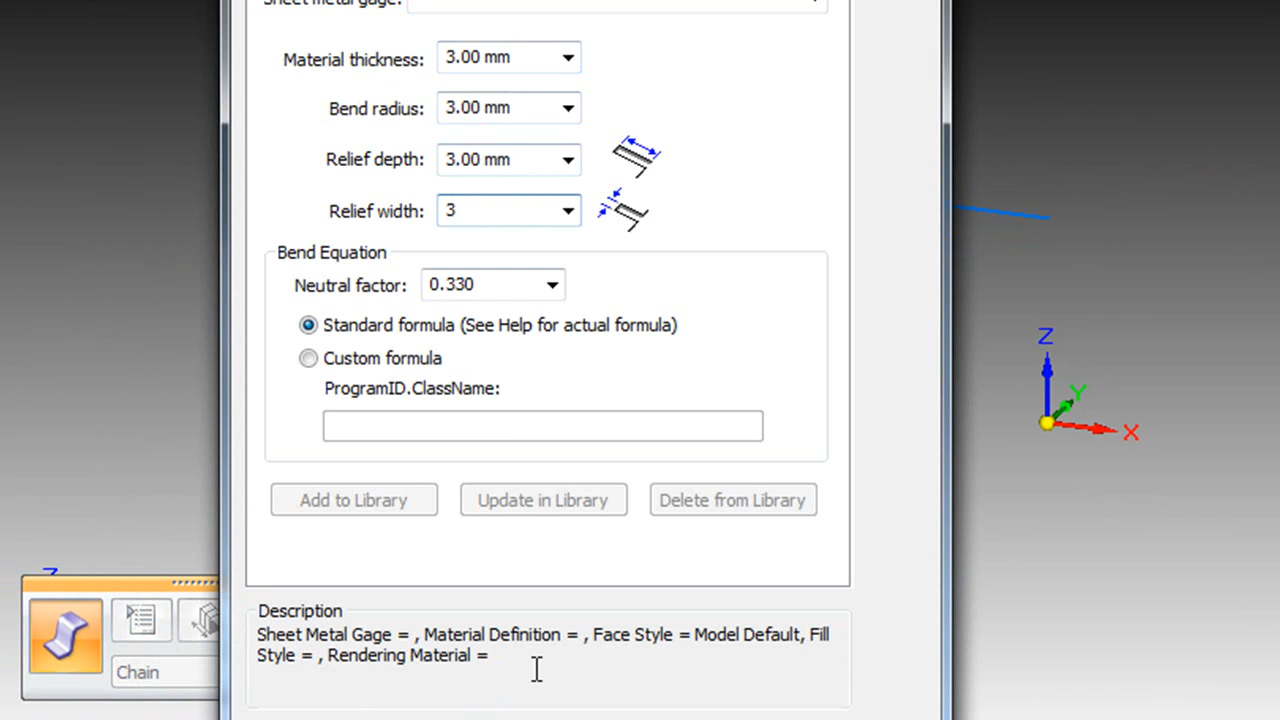 Sheet metal gage:
Material thickness: 3.00 mm
Bend radius: 3.00 mm
Relief depth: 3.00 mm
Relief width: 3
Bend Equation
Neutral factor: 0.330
Standard formula (See Help for actual formula)
Custom formula
ProgramID.ClassName:
Add to Library Update in Library Delete from Library
Description
Sheet Metal Gage = , Material Definition = , Face Style = Model Default, Fill
Style = , Rendering Material =
Chain
Z
Y
X
Z